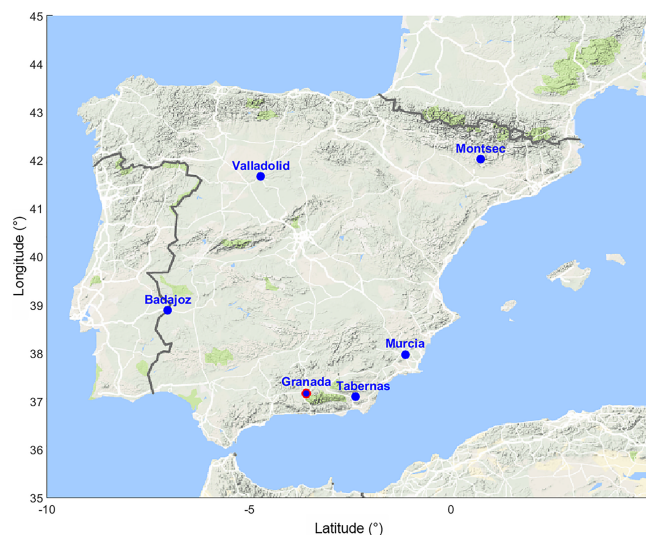 45
44
43
42
41
40
39
38
37
36
35
Longitude (°)
Valladolid
Montsec
Badajoz
Murcia
Granada
Tabernas
-10
-5
0
Latitude (°)